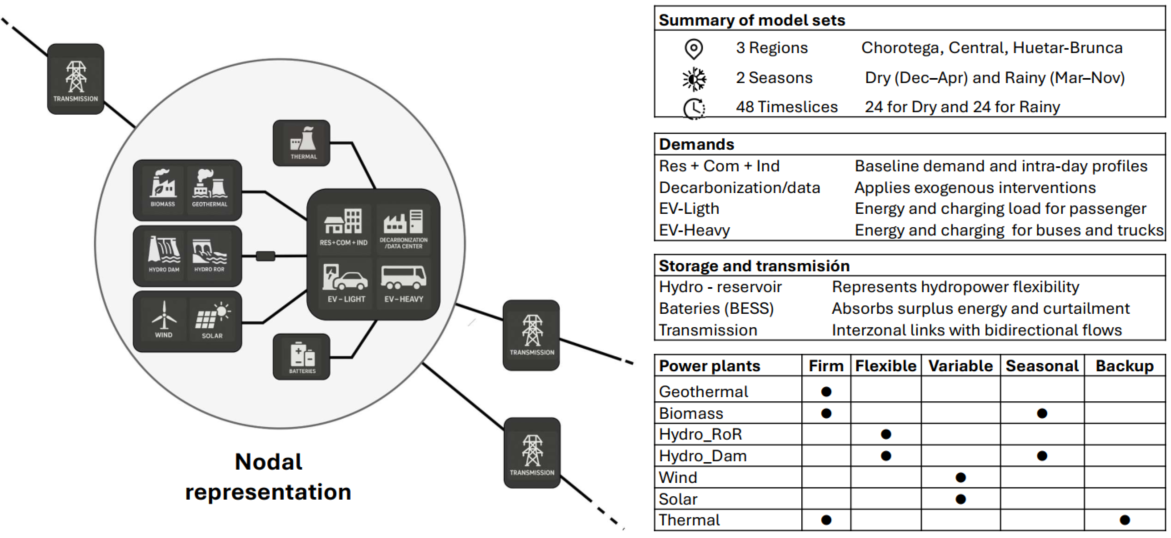 TRANSMISSION
THERMAL
BIOMASS
GEOTHERMAL
HYDRO DAM
HYDRO ROR
WIND
SOLAR
RES + COM + IND
DECARBONIZATION
/DATA CENTER
EV – LIGHT
EV – HEAVY
BATTERIES
TRANSMISSION
TRANSMISSION
Nodal
representation
Summary of model sets
3 Regions Chorotega, Central, Huetar-Brunca
2 Seasons Dry (Dec–Apr) and Rainy (Mar–Nov)
48 Timeslices 24 for Dry and 24 for Rainy
Demands
Res + Com + Ind Baseline demand and intra-day profiles
Decarbonization/data Applies exogenous interventions
EV-Ligth Energy and charging load for passenger
EV-Heavy Energy and charging for buses and trucks
Storage and transmisión
Hydro - reservoir Represents hydropower flexibility
Bateries (BESS) Absorbs surplus energy and curtailment
Transmission Interzonal links with bidirectional flows
Power plants Firm Flexible Variable Seasonal Backup
Geothermal ●
Biomass ● ●
Hydro_RoR ●
Hydro_Dam ● ●
Wind ●
Solar ●
Thermal ● ●